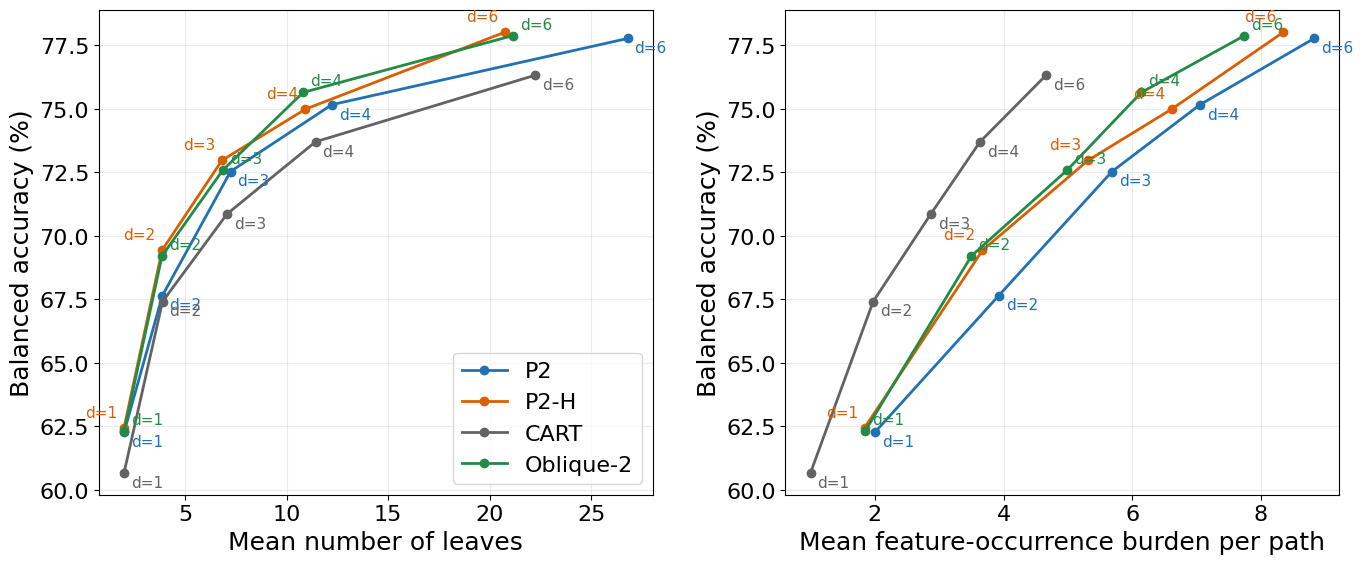 Balanced accuracy (%)
77.5
75.0
72.5
70.0
67.5
65.0
62.5
60.0
d=6
d=6
d=6
d=6
d=4
d=4
d=4
d=4
d=3
d=3
d=3
d=3
d=2
d=2
d=2
d=2
d=1
d=1
d=1
d=1
P2
P2-H
CART
Oblique-2
5
10
15
20
25
Mean number of leaves
Balanced accuracy (%)
77.5
75.0
72.5
70.0
67.5
65.0
62.5
60.0
d=6
d=6
d=6
d=6
d=4
d=4
d=4
d=4
d=3
d=3
d=3
d=3
d=2
d=2
d=2
d=2
d=1
d=1
d=1
d=1
2
4
6
8
Mean feature-occurrence burden per path